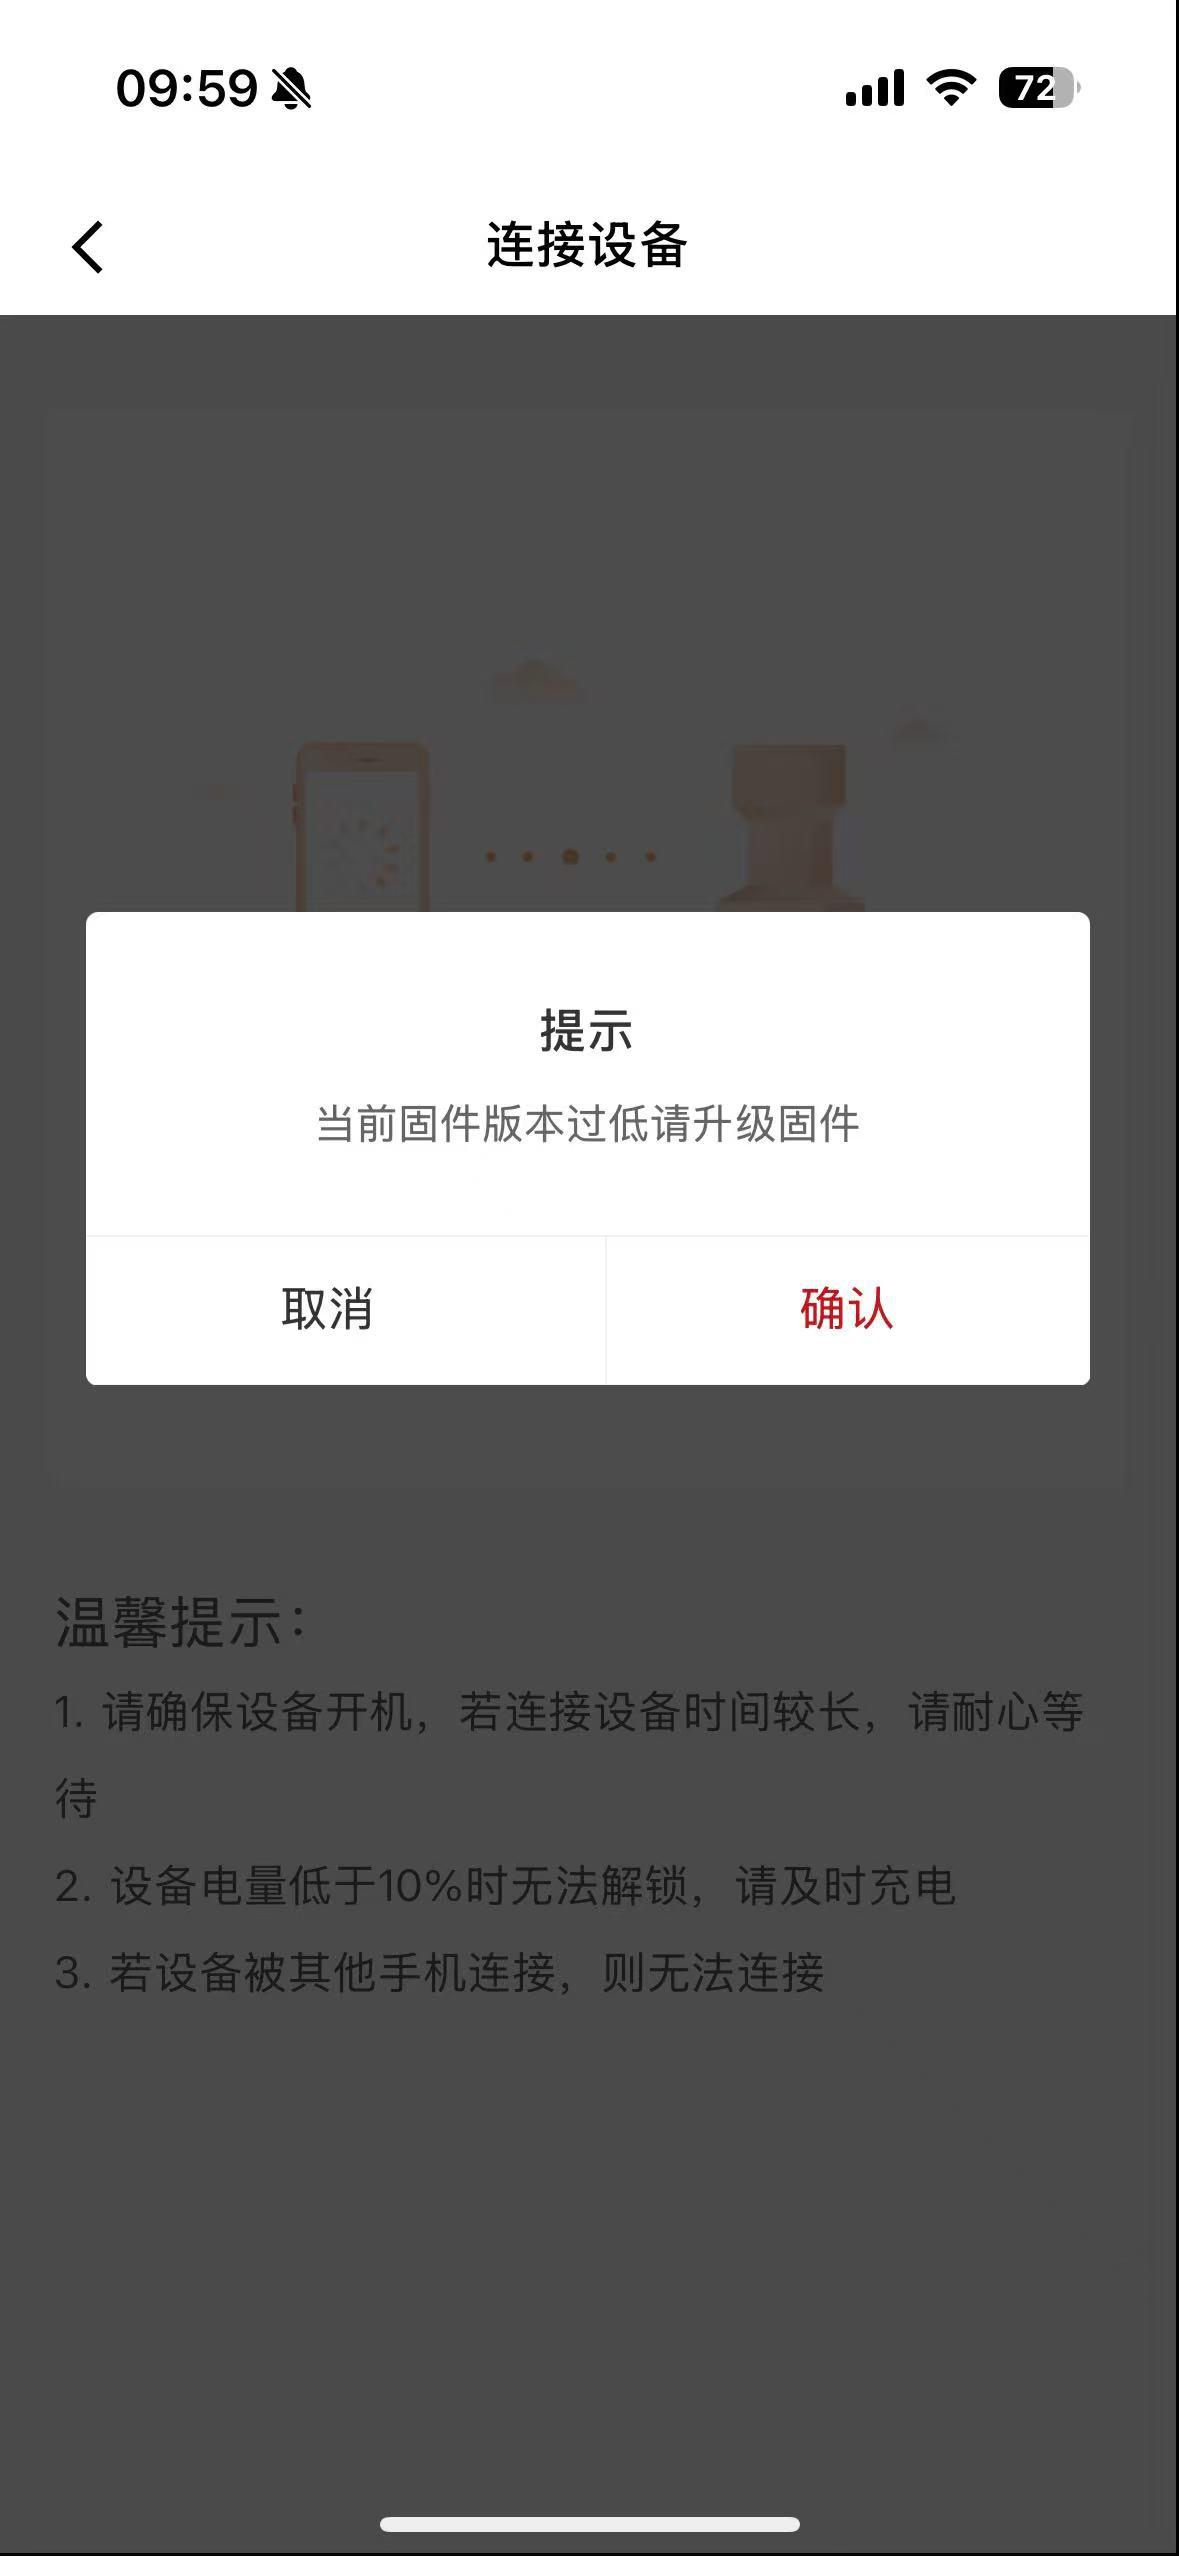 09:59
72
连接设备
提示
当前固件版本过低请升级固件
取消
确认
温馨提示：
1. 请确保设备开机，若连接设备时间较长，请耐心等
待
2. 设备电量低于10%时无法解锁，请及时充电
3. 若设备被其他手机连接，则无法连接